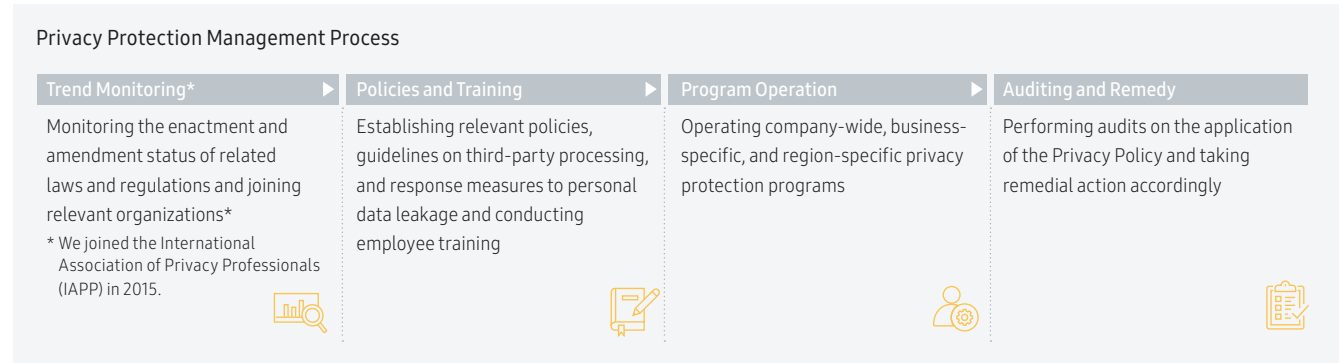 Privacy Protection Management Process
Trend Monitoring*
Monitoring the enactment and
amendment status of related
laws and regulations and joining
relevant organizations*
* We joined the International
Association of Privacy Professionals
(IAPP) in 2015.
Policies and Training
Establishing relevant policies,
guidelines on third-party processing,
and response measures to personal
data leakage and conducting
employee training
Program Operation
Operating company-wide, business-
specific, and region-specific privacy
protection programs
Auditing and Remedy
Performing audits on the application
of the Privacy Policy and taking
remedial action accordingly